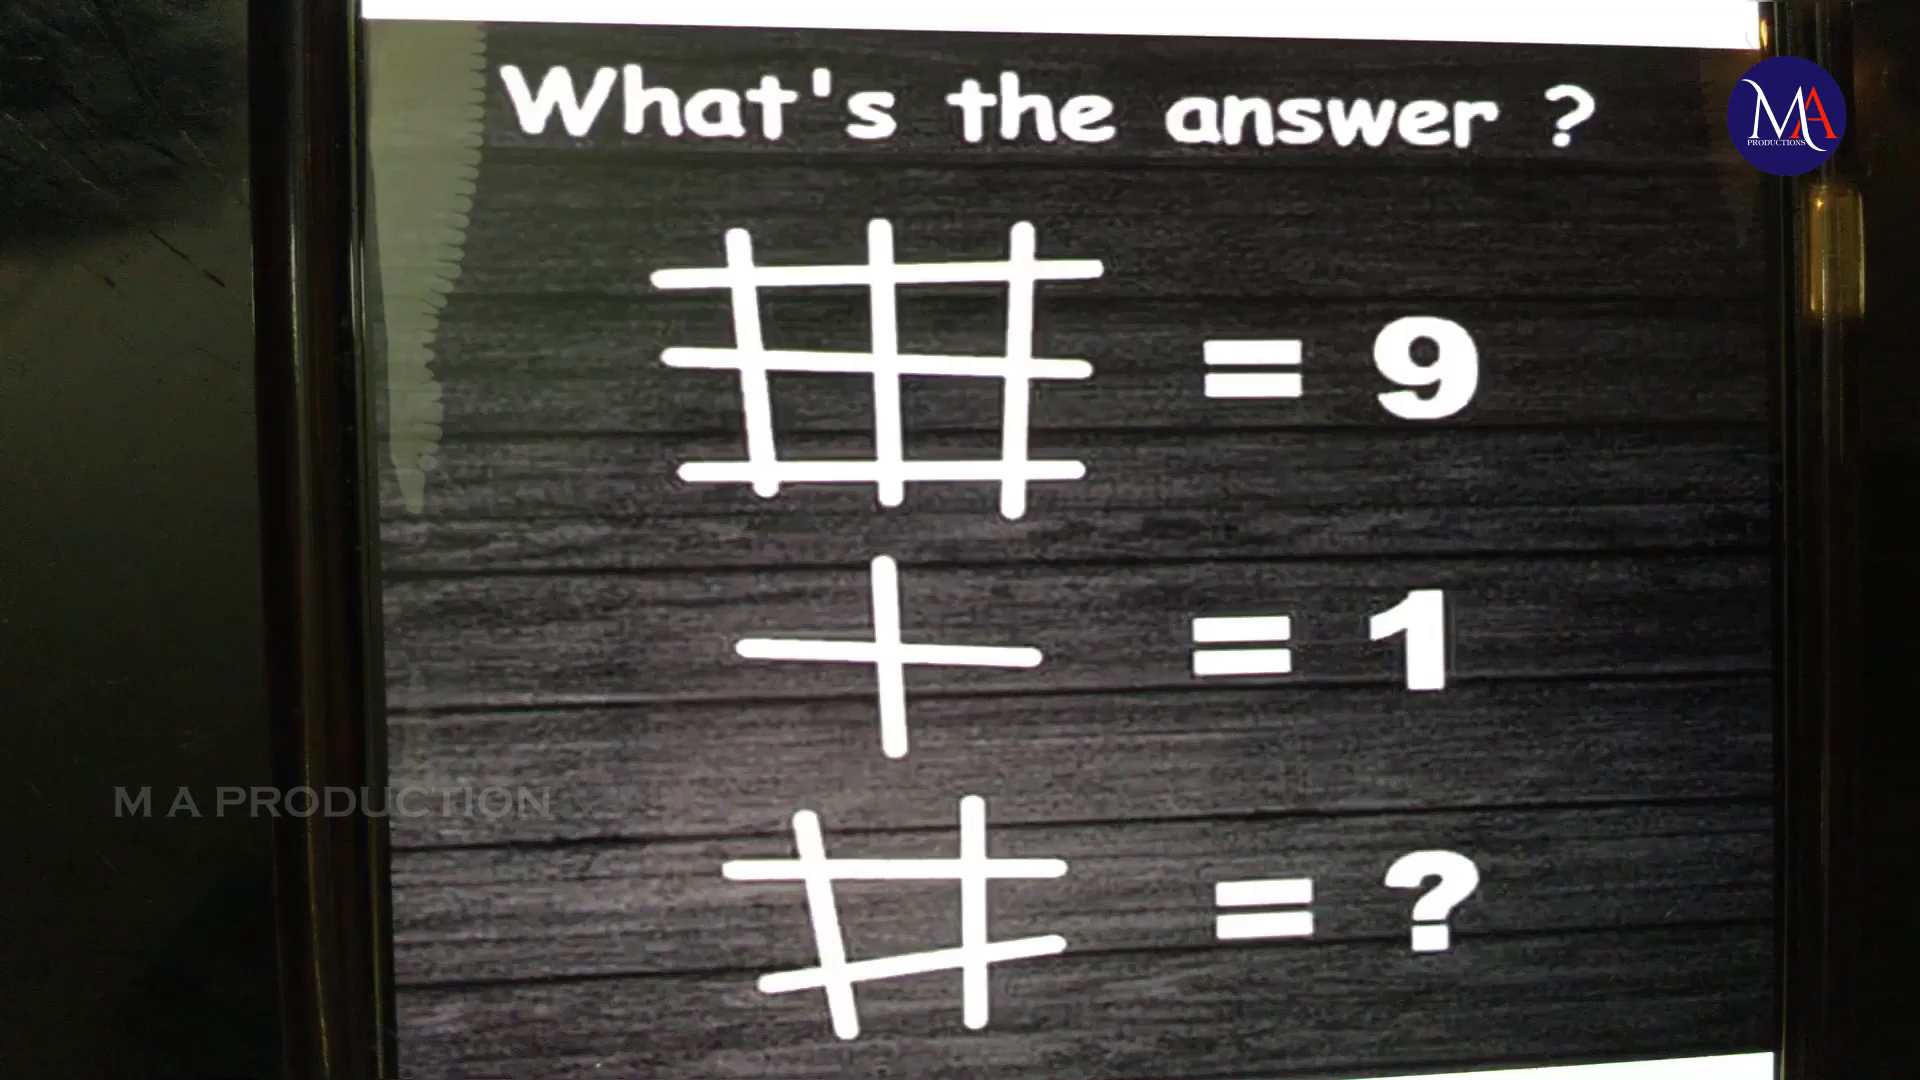 What's the answer ?
MA
PRODUCTIONS
= 9
= 1
M A PRODUCTION
= ?